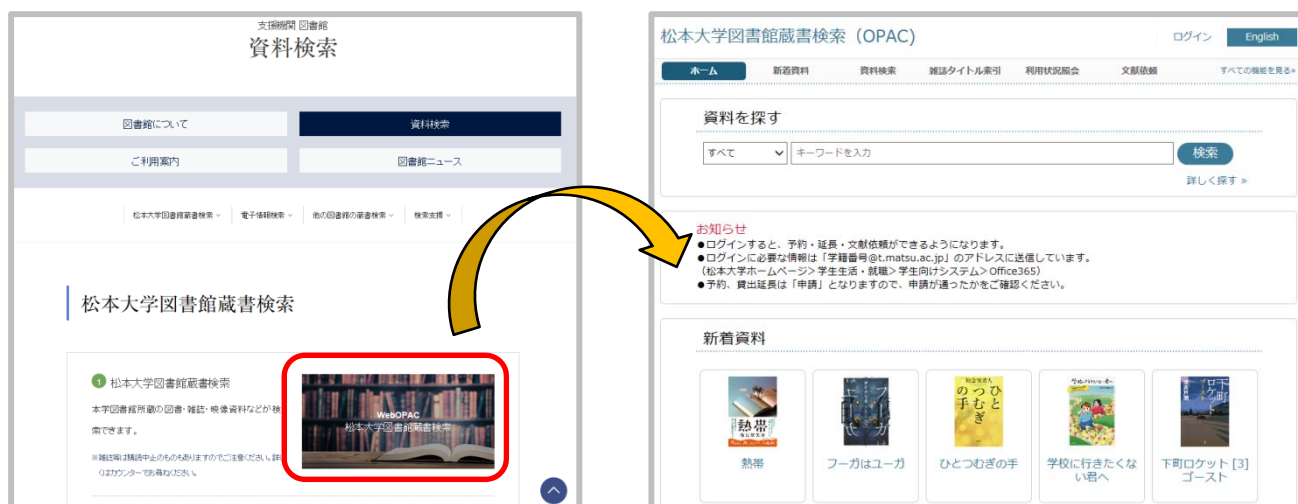 支援機関 図書館
資料検索
図書館について
資料検索
ご利用案内
図書館ニュース
松本大学図書館蔵書検索
電子情報検索
他の図書館の蔵書検索
検索支援
松本大学図書館蔵書検索
1 松本大学図書館蔵書検索
本学図書館所蔵の図書・雑誌・映像資料などが検
索できます。
※雑誌等は購読中止のものもありますのでご注意ください。詳
くはカウンターでお尋ねください。
WebOPAC
松本大学図書館蔵書検索
松本大学図書館蔵書検索 (OPAC)
ログイン
English
ホーム
新着資料
資料検索
雑誌タイトル索引
利用状況照会
文献依頼
すべての機能を見る»
資料を探す
すべて
キーワードを入力
検索
詳しく探す »
お知らせ
●ログインすると、予約・延長・文献依頼ができるようになります。
●ログインに必要な情報は「学籍番号@t.matsu.ac.jp」のアドレスに送信しています。
(松本大学ホームページ>学生生活・就職>学生向けシステム>Office365)
●予約、貸出延長は「申請」となりますので、申請が通ったかをご確認ください。
新着資料
熱帯
フーガはユーガ
ひとつむぎの手
学校に行きたくな
い君へ
下町ロケット [3]
ゴースト